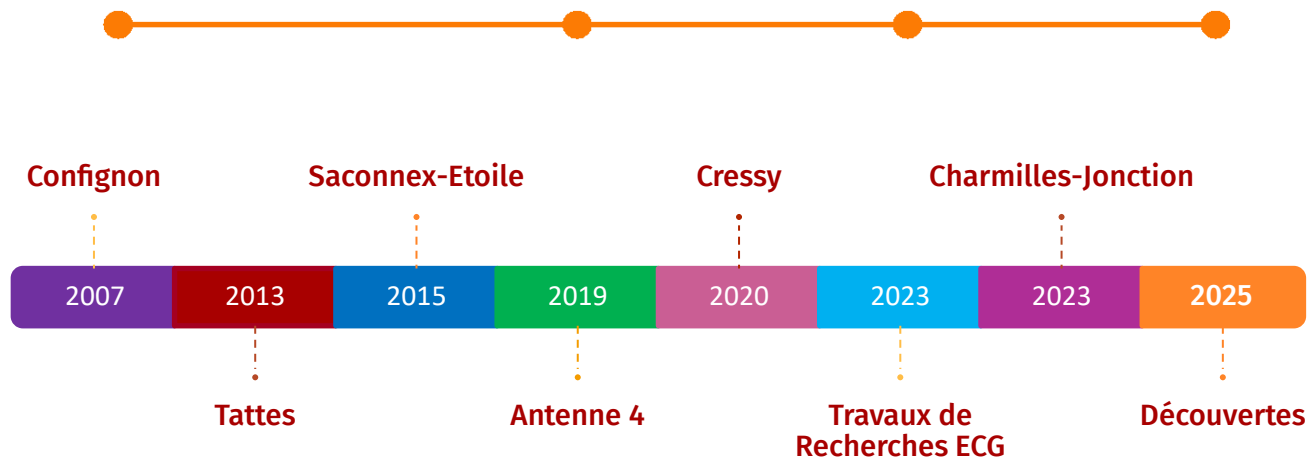 Confignon
Saconnex-Etoile
Cressy
Charmilles-Jonction
2007
2013
2015
2019
2020
2023
2023
2025
Tattes
Antenne 4
Travaux de
Recherches ECG
Découvertes